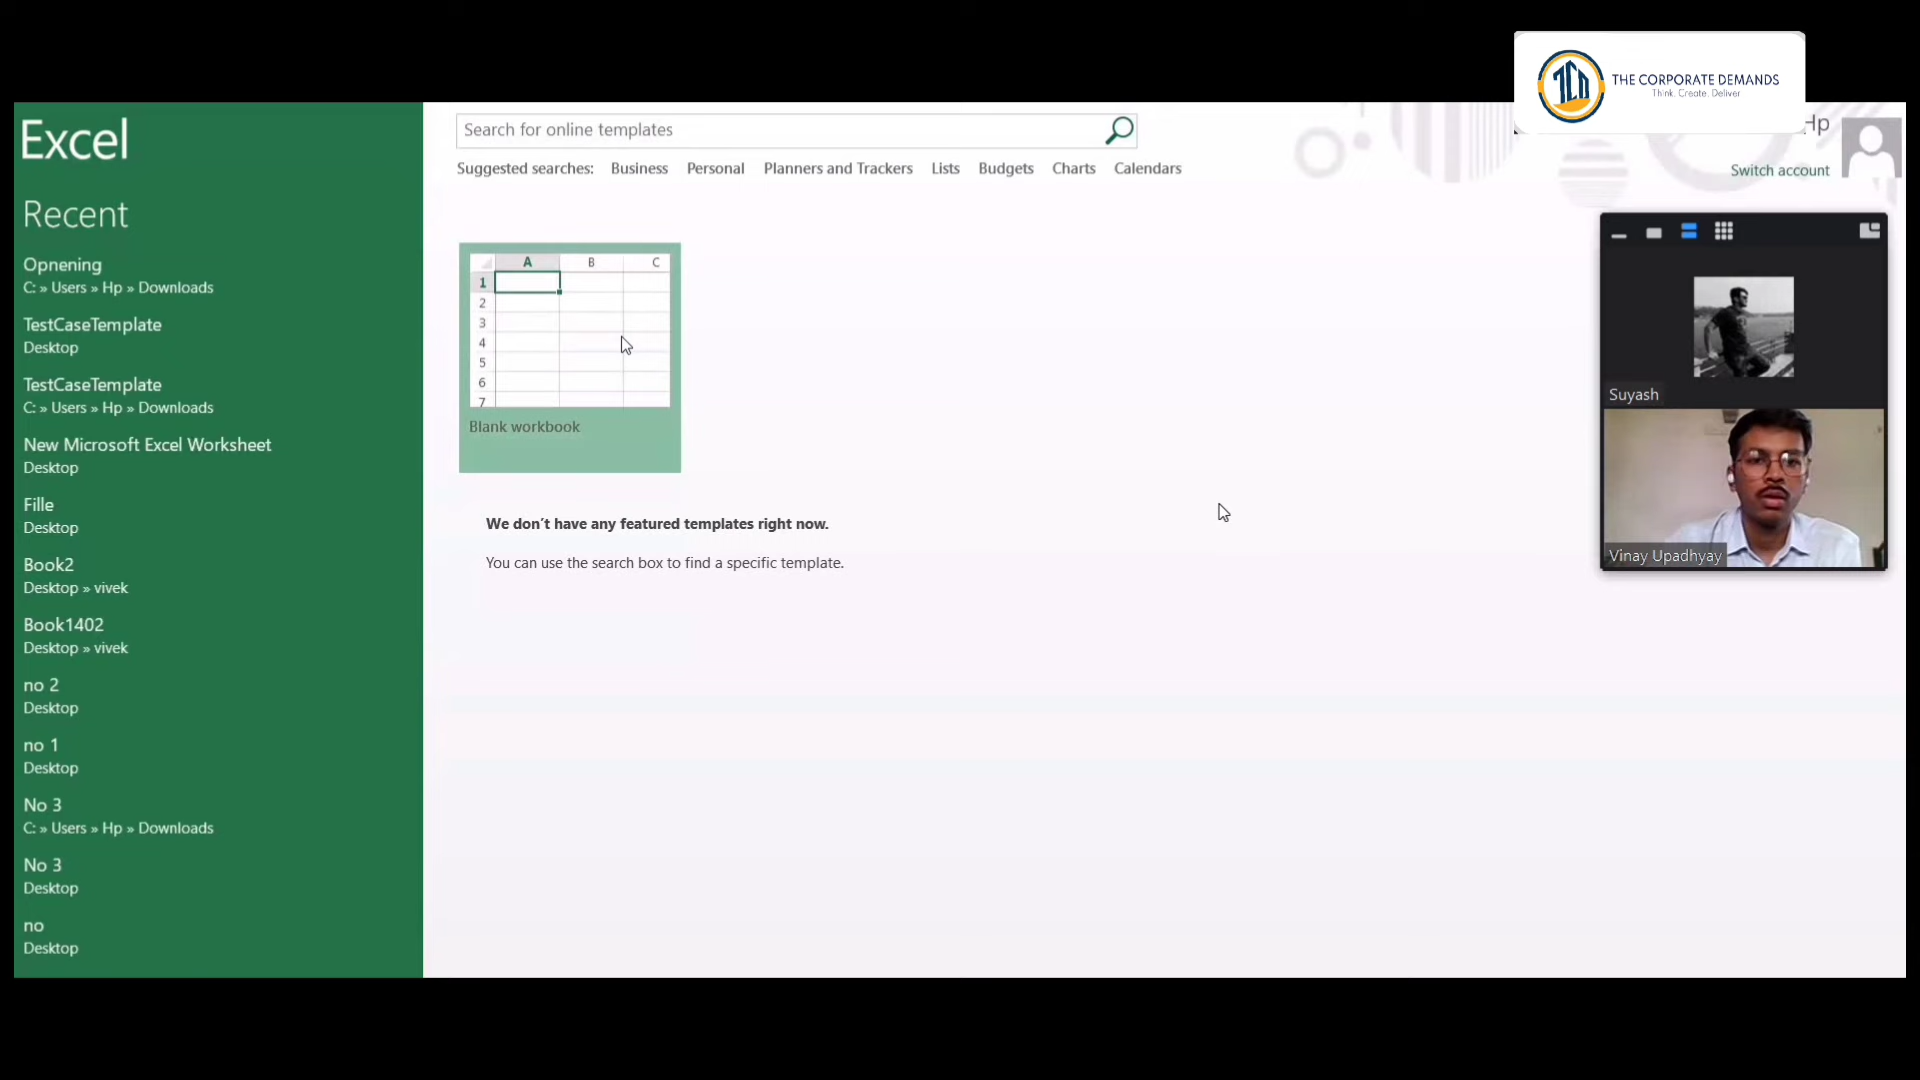 THE CORPORATE DEMANDS
Think. Create. Deliver
Excel
Recent
Opnening
C: » Users » Hp » Downloads
TestCaseTemplate
Desktop
TestCaseTemplate
C: » Users » Hp » Downloads
New Microsoft Excel Worksheet
Desktop
Fille
Desktop
Book2
Desktop » vivek
Book1402
Desktop » vivek
no 2
Desktop
no 1
Desktop
No 3
C: » Users » Hp » Downloads
No 3
Desktop
no
Desktop
Search for online templates
Suggested searches: Business Personal Planners and Trackers Lists Budgets Charts Calendars
Hp
Switch account
A B C
1
2
3
4
5
6
7
Blank workbook
We don't have any featured templates right now.
You can use the search box to find a specific template.
Suyash
Vinay Upadhyay